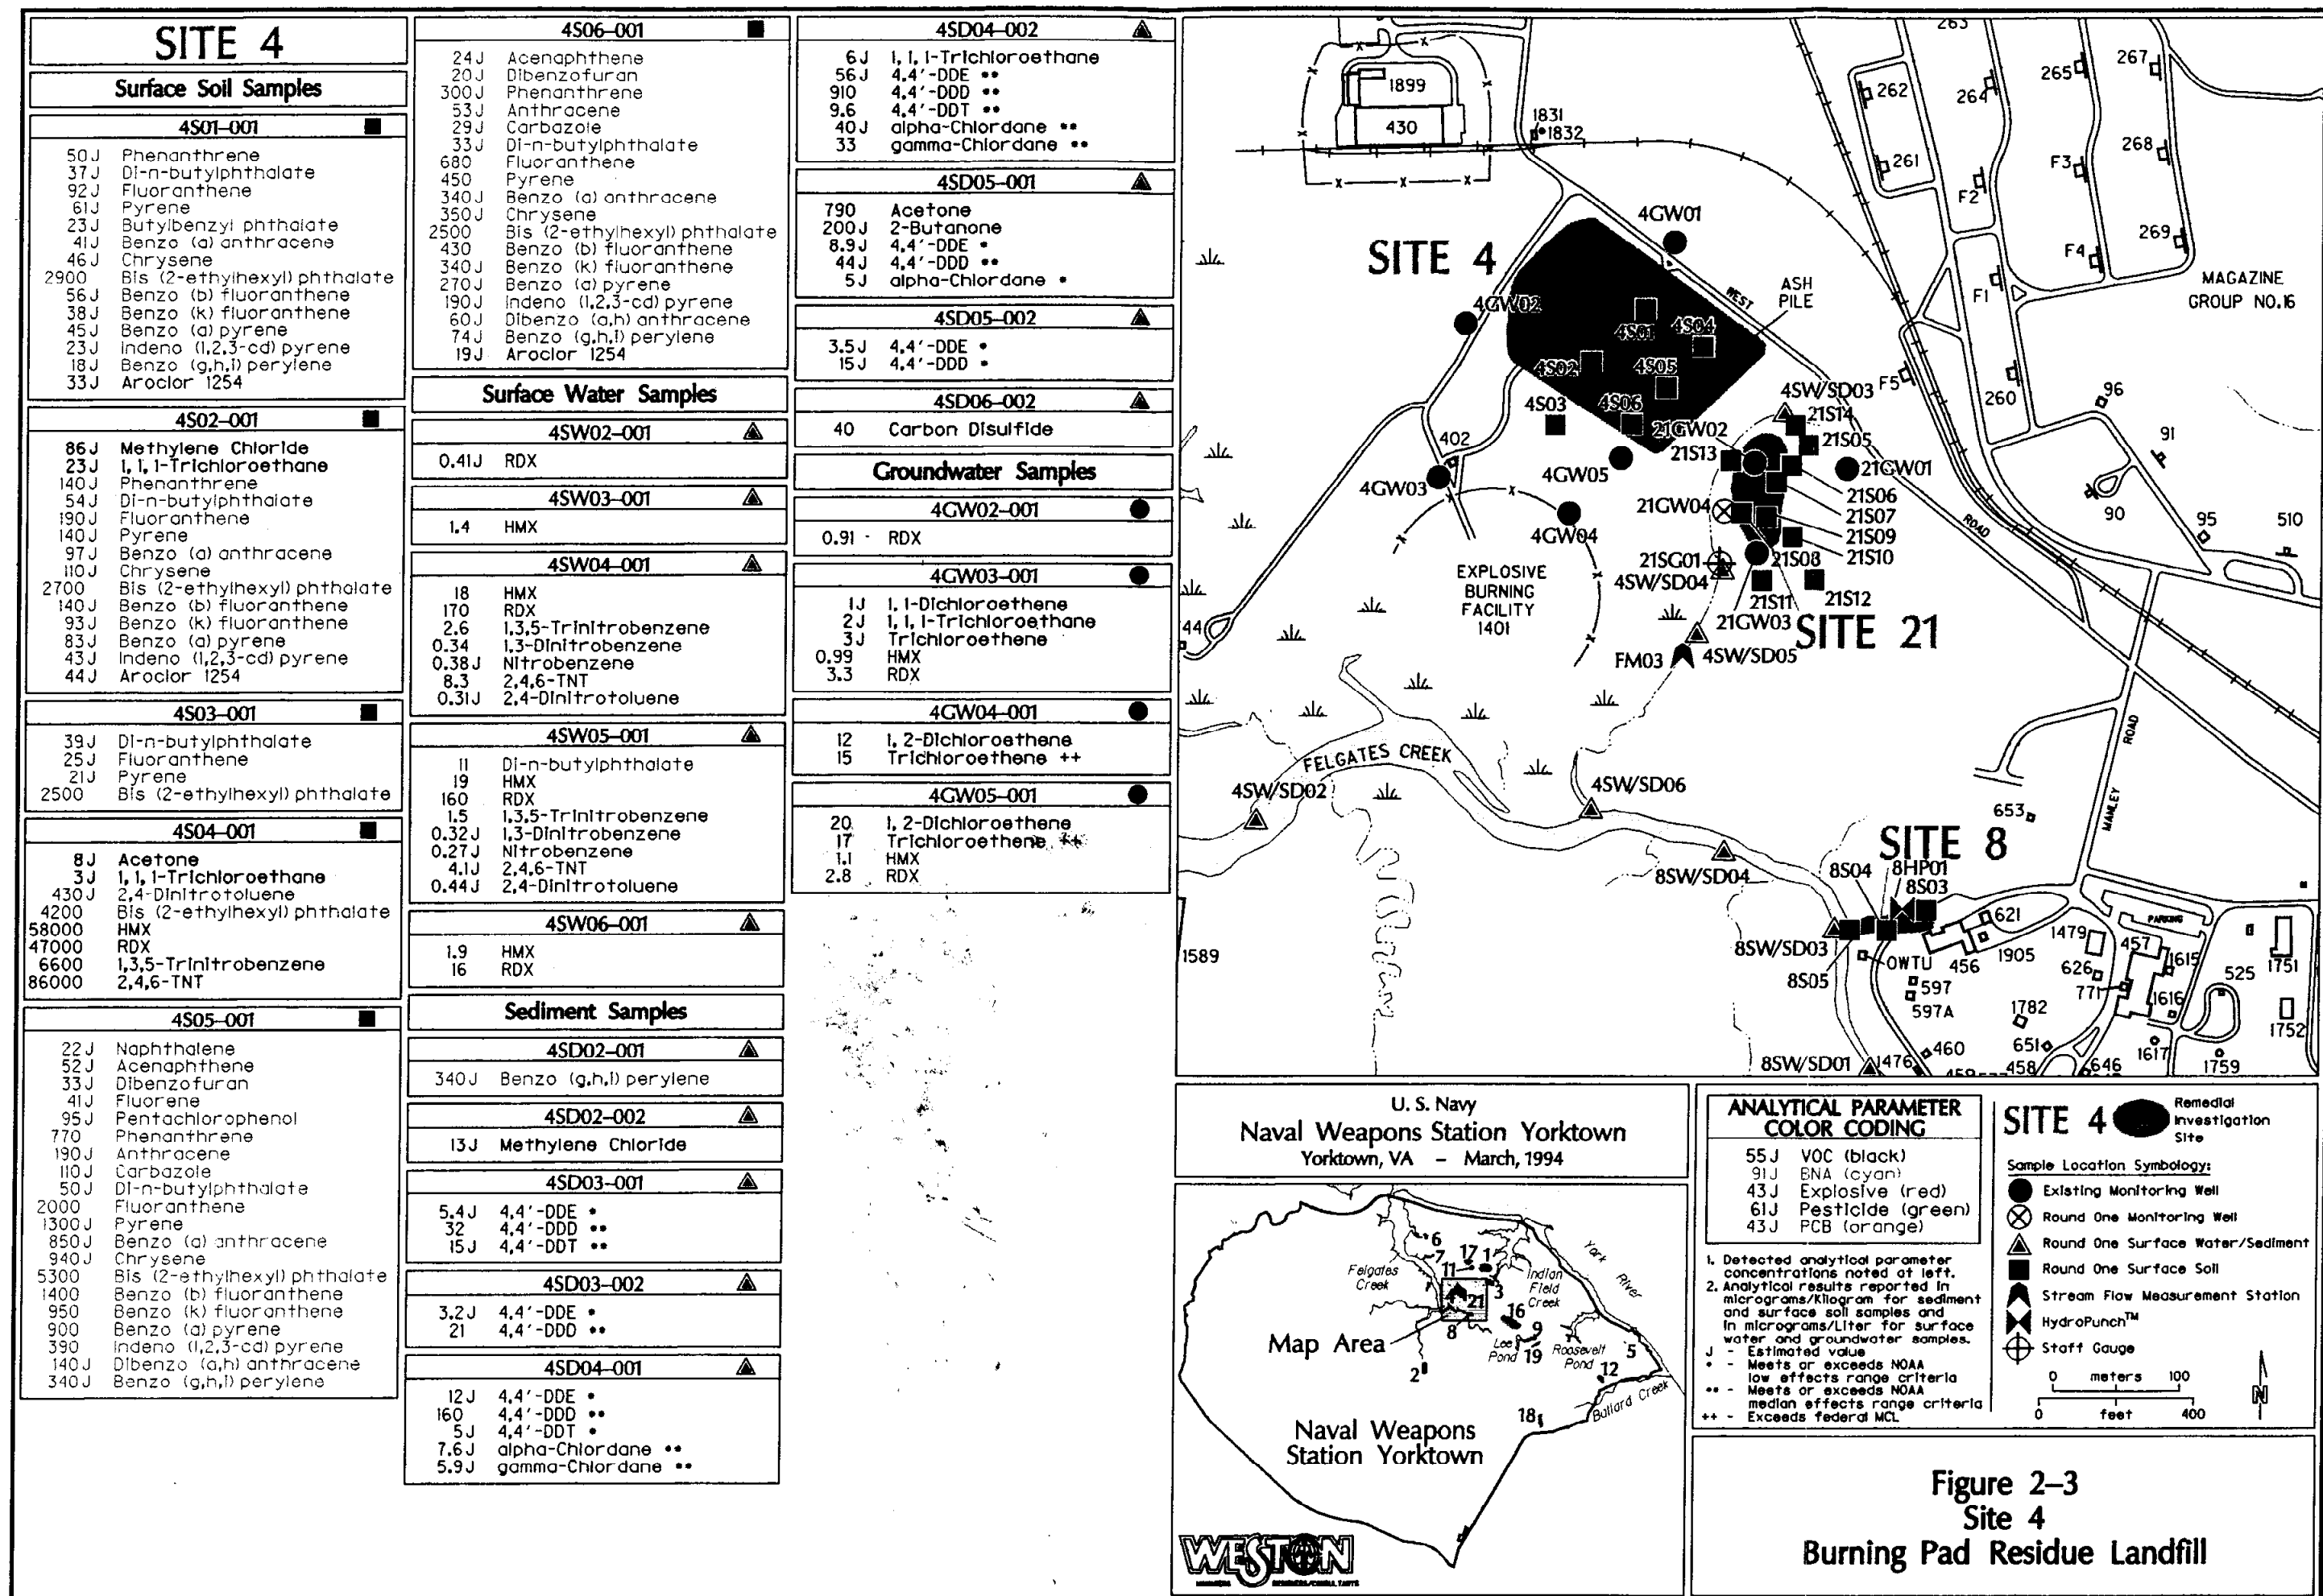 SITE 4
Surface Soil Samples
4S01-001
50J Phenanthrene
37J Di-n-butylphthalate
92J Fluoranthene
61J Pyrene
23J Butylbenzyl phthalate
41J Benzo (a) anthracene
46J Chrysene
2900 Bis (2-ethylhexyl) phthalate
56J Benzo (b) fluoranthene
38J Benzo (k) fluoranthene
45J Benzo (a) pyrene
23J Indeno (1,2,3-cd) pyrene
18J Benzo (g,h,i) perylene
33J Aroclor 1254
4S02-001
86J Methylene Chloride
23J 1,1,1-Trichloroethane
140J Phenanthrene
54J Di-n-butylphthalate
190J Fluoranthene
140J Pyrene
97J Benzo (a) anthracene
110J Chrysene
2700 Bis (2-ethylhexyl) phthalate
140J Benzo (b) fluoranthene
93J Benzo (k) fluoranthene
83J Benzo (a) pyrene
43J Indeno (1,2,3-cd) pyrene
44J Aroclor 1254
4S03-001
39J Di-n-butylphthalate
25J Fluoranthene
21J Pyrene
2500 Bis (2-ethylhexyl) phthalate
4S04-001
8J Acetone
3J 1,1,1-Trichloroethane
430J 2,4-Dinitrotoluene
4200 Bis (2-ethylhexyl) phthalate
58000 HMX
47000 RDX
6600 1,3,5-Trinitrobenzene
86000 2,4,6-TNT
4S05-001
22J Naphthalene
52J Acenaphthene
33J Dibenzofuran
41J Fluorene
95J Pentachlorophenol
770 Phenanthrene
190J Anthracene
110J Carbazole
50J Di-n-butylphthalate
2000 Fluoranthene
1300J Pyrene
850J Benzo (a) anthracene
940J Chrysene
5300 Bis (2-ethylhexyl) phthalate
1400 Benzo (b) fluoranthene
950 Benzo (k) fluoranthene
900 Benzo (a) pyrene
390 Indeno (1,2,3-cd) pyrene
140J Dibenzo (a,h) anthracene
340J Benzo (g,h,i) perylene
4S06-001
24J Acenaphthene
20J Dibenzofuran
300J Phenanthrene
53J Anthracene
29J Carbazole
33J Di-n-butylphthalate
680 Fluoranthene
450 Pyrene
340J Benzo (a) anthracene
350J Chrysene
2500 Bis (2-ethylhexyl) phthalate
430 Benzo (b) fluoranthene
340J Benzo (k) fluoranthene
270J Benzo (a) pyrene
190J Indeno (1,2,3-cd) pyrene
60J Dibenzo (a,h) anthracene
74J Benzo (g,h,i) perylene
19J Aroclor 1254
Surface Water Samples
4SW02-001
0.41J RDX
4SW03-001
1.4 HMX
4SW04-001
18 HMX
170 RDX
2.6 1,3,5-Trinitrobenzene
0.34 1,3-Dinitrobenzene
0.38J Nitrobenzene
8.3 2,4,6-TNT
0.31J 2,4-Dinitrotoluene
4SW05-001
11 Di-n-butylphthalate
19 HMX
160 RDX
1.5 1,3,5-Trinitrobenzene
0.32J 1,3-Dinitrobenzene
0.27J Nitrobenzene
4.1J 2,4,6-TNT
0.44J 2,4-Dinitrotoluene
4SW06-001
1.9 HMX
16 RDX
Sediment Samples
4SD02-001
340J Benzo (g,h,i) perylene
4SD02-002
13J Methylene Chloride
4SD03-001
5.4J 4,4'-DDE *
32 4,4'-DDD **
15J 4,4'-DDT **
4SD03-002
3.2J 4,4'-DDE *
21 4,4'-DDD **
4SD04-001
12J 4,4'-DDE *
160 4,4'-DDD **
5J 4,4'-DDT *
7.6J alpha-Chlordane **
5.9J gamma-Chlordane **
4SD04-002
6J 1,1,1-Trichloroethane
56J 4,4'-DDE **
910 4,4'-DDD **
9.6 4,4'-DDT **
40J alpha-Chlordane **
33 gamma-Chlordane **
4SD05-001
790 Acetone
200J 2-Butanone
8.9J 4,4'-DDE *
44J 4,4'-DDD **
5J alpha-Chlordane *
4SD05-002
3.5J 4,4'-DDE *
15J 4,4'-DDD *
4SD06-002
40 Carbon Disulfide
Groundwater Samples
4GW02-001
0.91 - RDX
4GW03-001
1J 1,1-Dichloroethene
2J 1,1,1-Trichloroethane
3J Trichloroethene
0.99 HMX
3.3 RDX
4GW04-001
12 1,2-Dichloroethene
15 Trichloroethene ++
4GW05-001
20 1,2-Dichloroethene
17 Trichloroethene ++
1.1 HMX
2.8 RDX
263
267
265
262
264
1899
430
1831
1832
268
261
F3
F2
4GW01
SITE 4
269
F4
MAGAZINE
GROUP NO.16
ASH
PILE
WEST
F1
4GW02
4S01
4S04
4S02
4S05
F5
4SW/SD03
260
96
4S03
4S06
21S14
21GW02
402
21S05
91
21S13
4GW03
4GW05
21GW01
21S06
21GW04
21S07
90
95
510
4GW04
21S09
ROAD
21S10
21SG01
21S08
4SW/SD04
EXPLOSIVE
BURNING
FACILITY
1401
21S11
21S12
44
21GW03
SITE 21
FM03
4SW/SD05
FELGATES CREEK
ROAD
MANLEY
4SW/SD02
4SW/SD06
653
SITE 8
8SW/SD04
8S04
8HP01
8S03
621
PARKING
1589
8SW/SD03
OWTU
456
1905
1479
457
1615
1751
8S05
626
525
597
771
597A
1782
1616
1752
8SW/SD01
1476
460
651
1617
458
646
1759
U. S. Navy
Naval Weapons Station Yorktown
Yorktown, VA – March, 1994
6
7
17
1
York River
Felgates
Creek
11
Indian
Field
Creek
3
4
21
16
8
9
Map Area
Lee
Pond
19
Roosevelt
Pond
5
2
12
18
Ballard Creek
Naval Weapons
Station Yorktown
WESTON
ANALYTICAL PARAMETER
COLOR CODING
55J VOC (black)
91J BNA (cyan)
43J Explosive (red)
61J Pesticide (green)
43J PCB (orange)
1. Detected analytical parameter
concentrations noted at left.
2. Analytical results reported in
micrograms/Kilogram for sediment
and surface soil samples and
in micrograms/Liter for surface
water and groundwater samples.
J - Estimated value
* - Meets or exceeds NOAA
low effects range criteria
** - Meets or exceeds NOAA
median effects range criteria
++ - Exceeds federal MCL
SITE 4
Remedial
Investigation
Site
Sample Location Symbology:
Existing Monitoring Well
Round One Monitoring Well
Round One Surface Water/Sediment
Round One Surface Soil
Stream Flow Measurement Station
HydroPunch™
Staff Gauge
0 meters 100
0 feet 400
N
Figure 2-3
Site 4
Burning Pad Residue Landfill